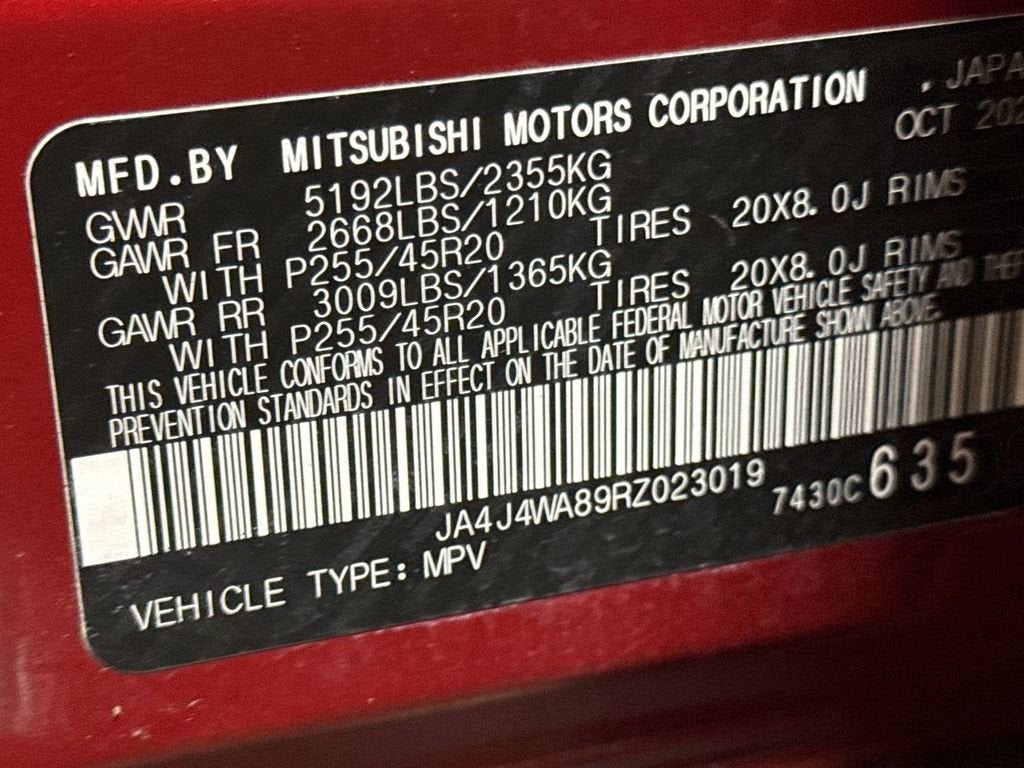 MFD.BY MITSUBISHI MOTORS CORPORATION . JAPA
OCT 202
GVWR 5192LBS/2355KG
GAWR FR 2668LBS/1210KG
WITH P255/45R20 TIRES 20X8.0J RIMS
GAWR RR 3009LBS/1365KG
WITH P255/45R20 TIRES 20X8.0J RIMS
THIS VEHICLE CONFORMS TO ALL APPLICABLE FEDERAL MOTOR VEHICLE SAFETY AND THEFT
PREVENTION STANDARDS IN EFFECT ON THE DATE OF MANUFACTURE SHOWN ABOVE.
JA4J4WA89RZ023019 7430C 635
VEHICLE TYPE: MPV